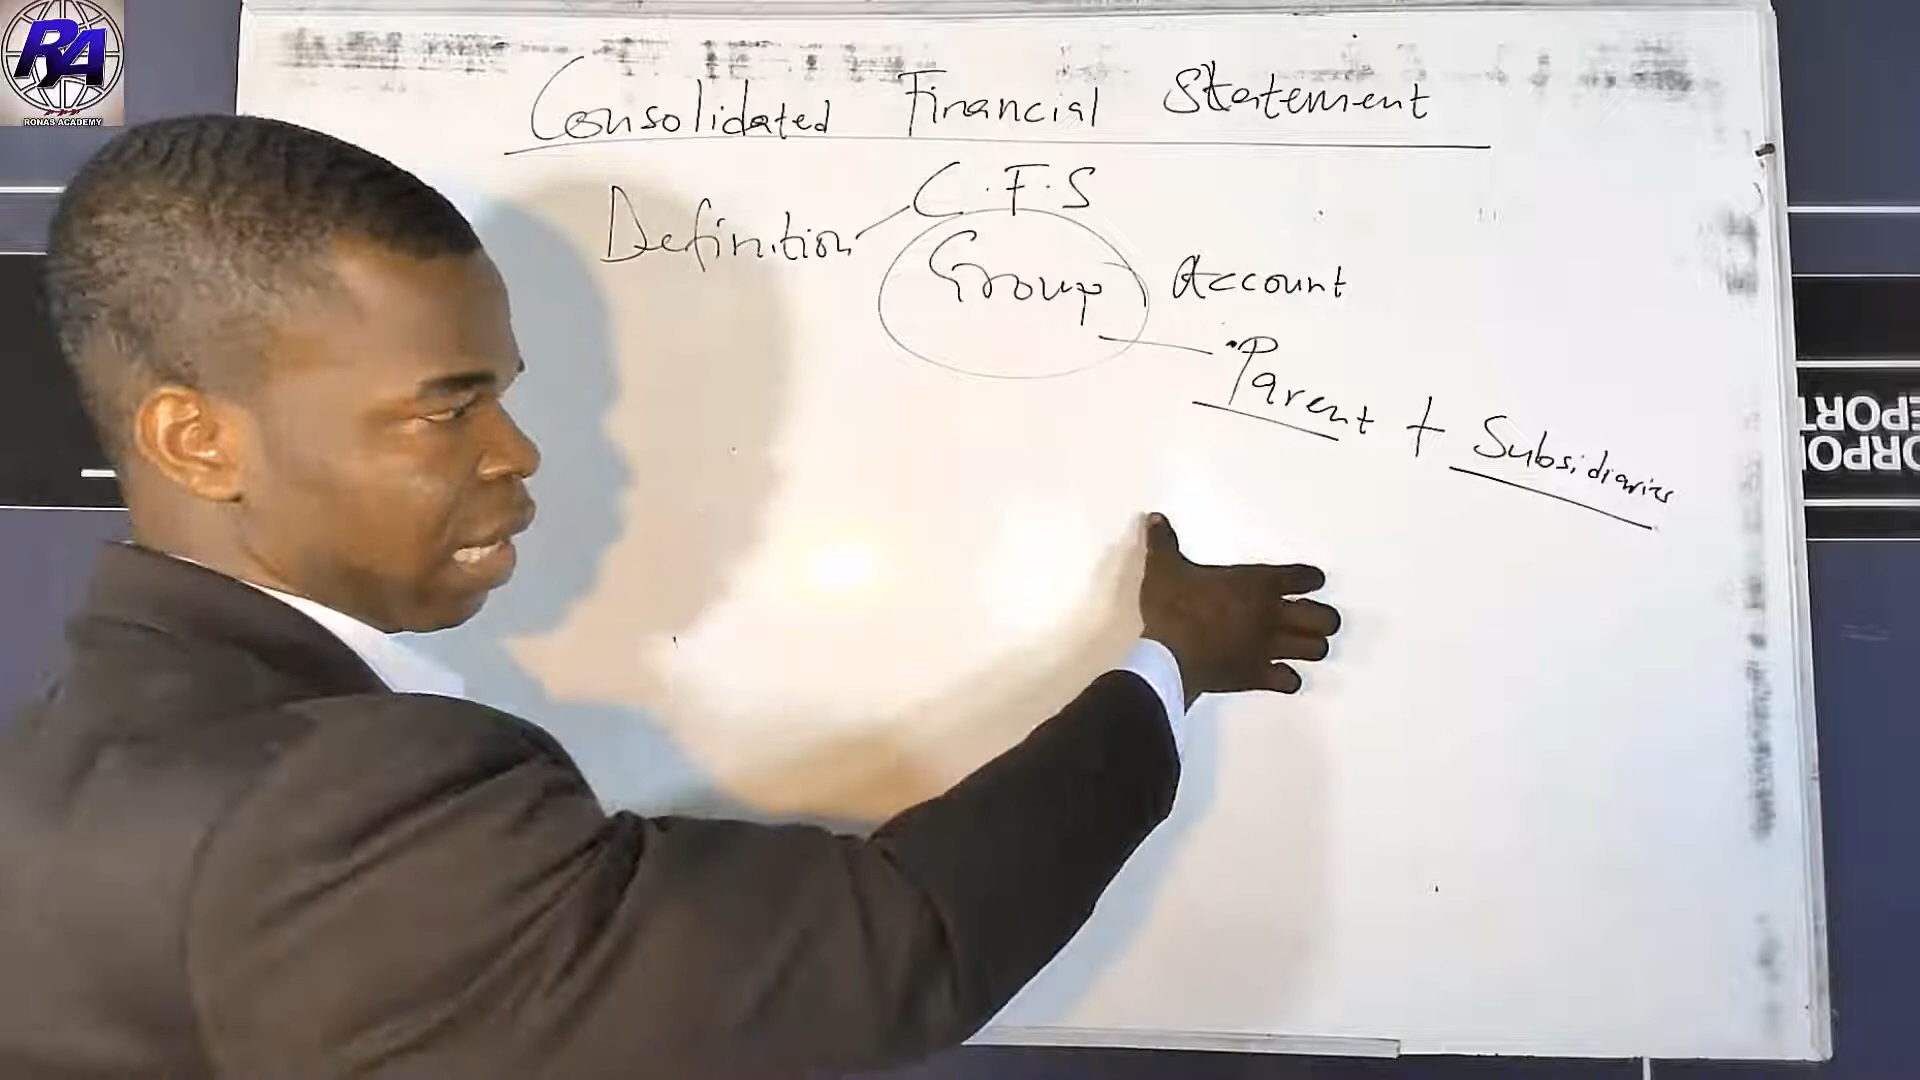 RA
RONAS ACADEMY
Consolidated Financial Statement
Definition C.F.S
Group Account
Parent + Subsidiaries